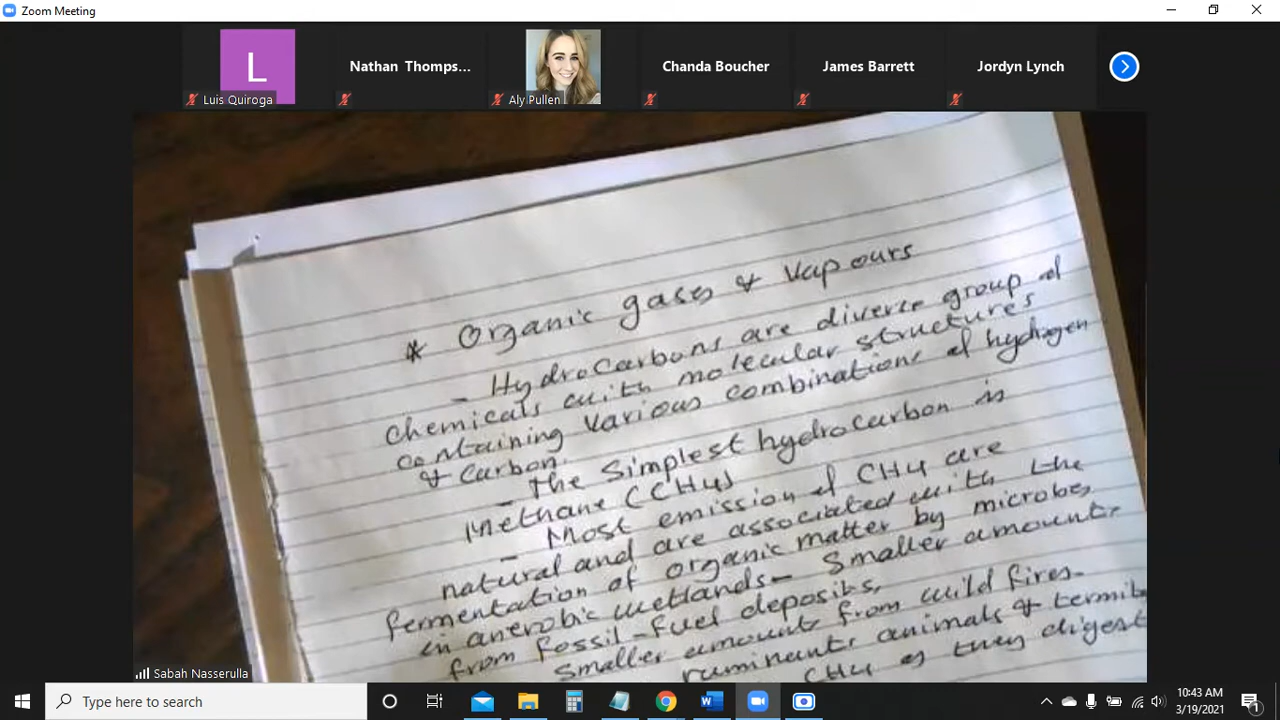 Zoom Meeting
L
Luis Quiroga
Nathan Thomps...
Aly Pullen
Chanda Boucher
James Barrett
Jordyn Lynch
* Organic gases & Vapours
- Hydrocarbons are diverse group of
chemicals with molecular structures
containing various combinations of hydrogen
& carbon.
- The Simplest hydrocarbon is
Methane (CH4)
- Most emission of CH4 are
natural and are associated with the
fermentation of organic matter by microbes
in anerobic wetlands- Smaller amounts
from fossil-fuel deposits,
smaller amounts from wild fires-
ruminants animals & termit
CH4 as they digest
Sabah Nasserulla
Type here to search
10:43 AM
3/19/2021
1